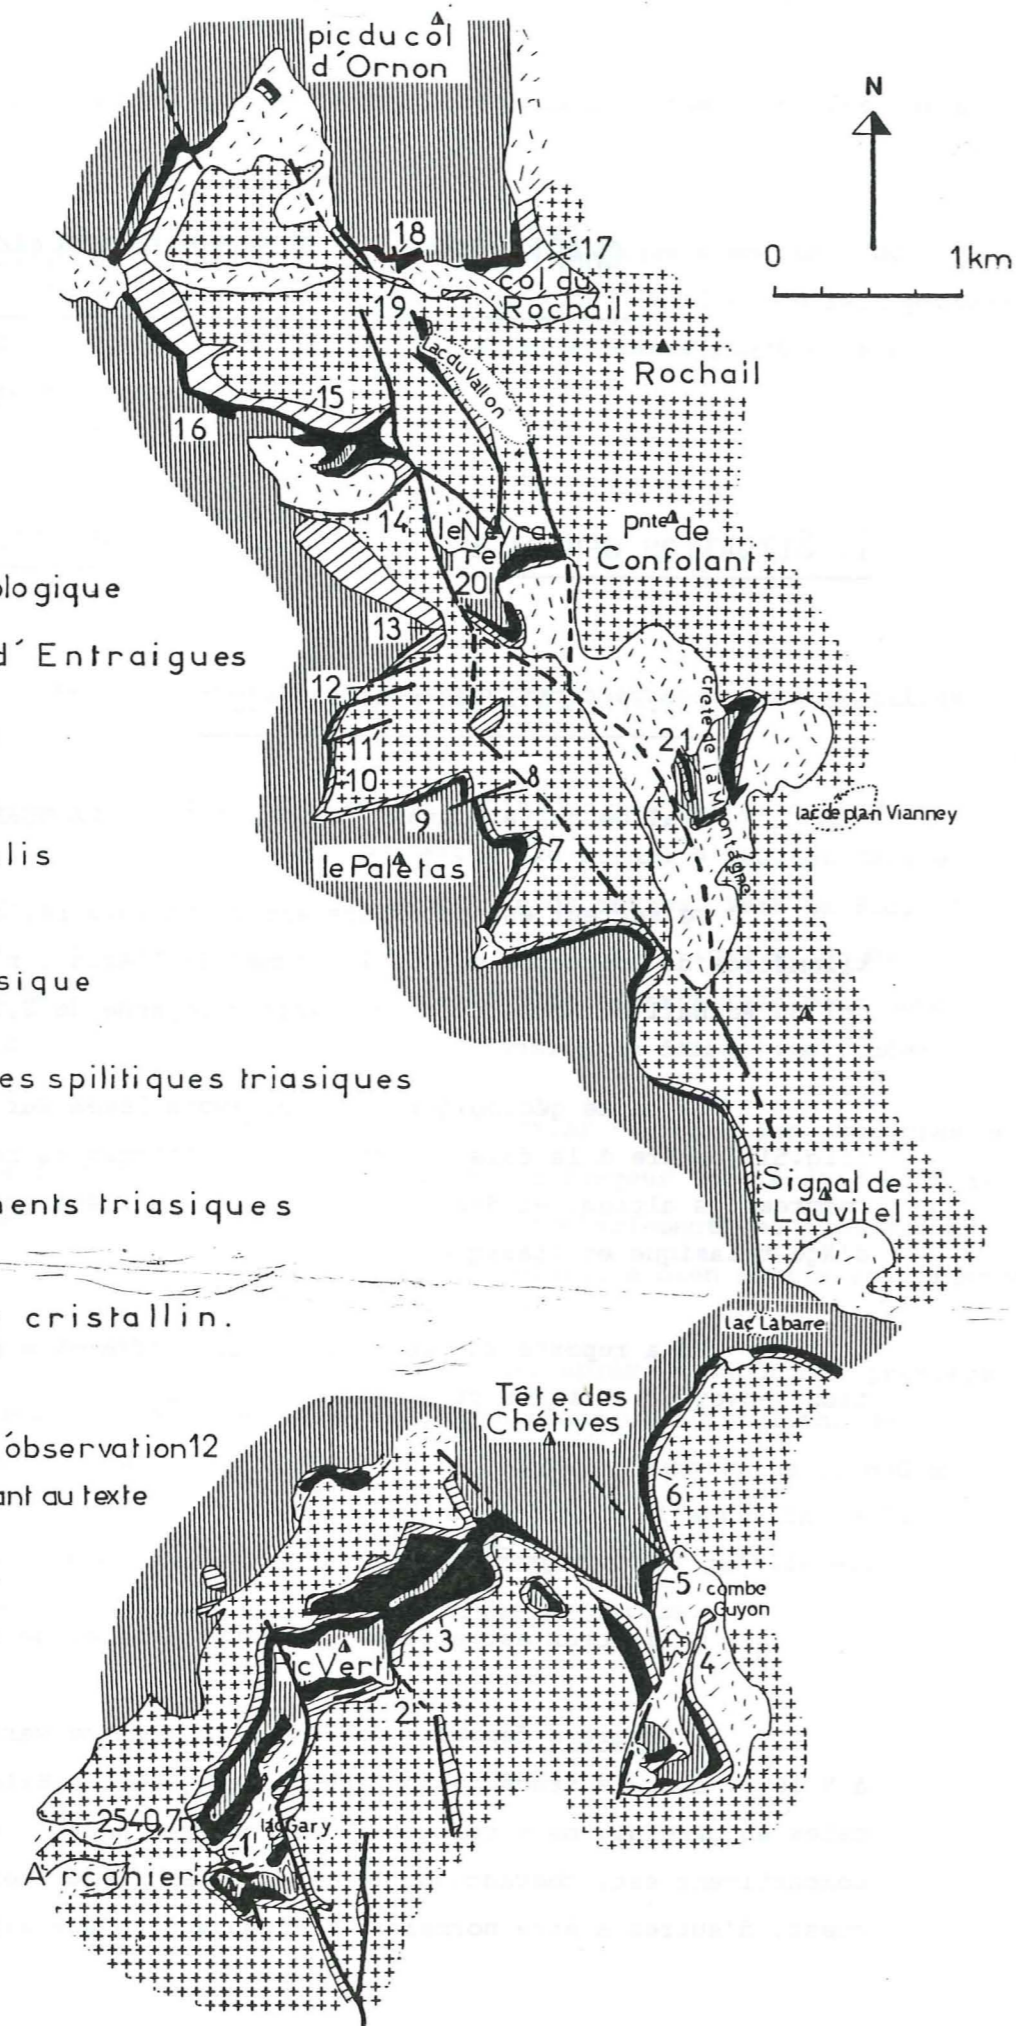 pic du col
d'Ornon
N
0 1km
18
17
col du
Rochail
19
lac du Vallon
Rochail
15
16
14
le Neyra
re
20
Pnte de
Confolant
ologique
d'Entraigues
13
12
11
10
9
8
7
21
crête de la Montagne
lac de plan Vianney
le Palêtas
lis
sique
es spilitiques triasiques
ments triasiques
cristallin.
Signal de
Lauvitel
lac Labarre
Tête des
Chétives
'observation 12
ant au texte
6
5
combe
Guyon
4
3
Pic Vert
2
2540,7m
1
lac Gary
Arcanier